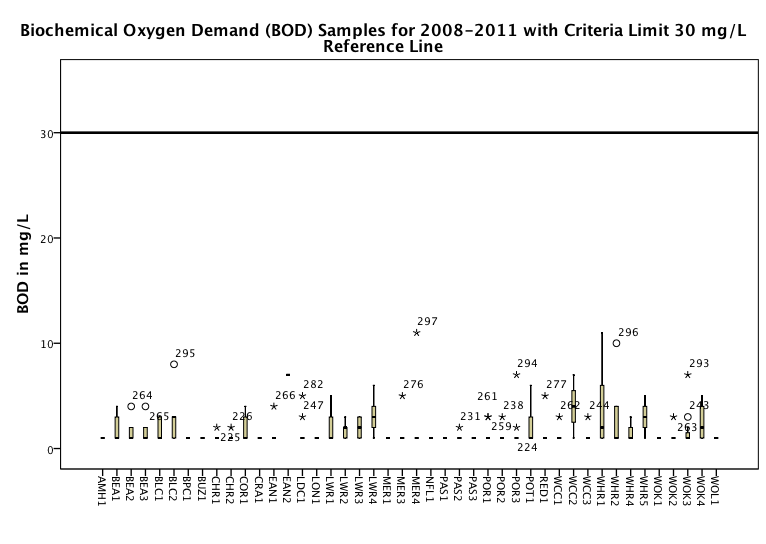 Biochemical Oxygen Demand (BOD) Samples for 2008-2011 with Criteria Limit 30 mg/L
Reference Line
BOD in mg/L
30
20
10
0
297
296
295
294
293
282
277
276
266
264
265
247
226
225
231
261
238
259
224
262
244
243
263
AMH1
BEA1
BEA2
BEA3
BLC1
BLC2
BPC1
BUZ1
CHR1
CHR2
COR1
CRA1
EAN1
EAN2
LDC1
LON1
LWR1
LWR2
LWR3
LWR4
MER1
MER3
MER4
NFL1
PAS1
PAS2
PAS3
POR1
POR2
POR3
POT1
RED1
WCC1
WCC2
WCC3
WHR1
WHR2
WHR4
WHR5
WOK1
WOK2
WOK3
WOK4
WOL1